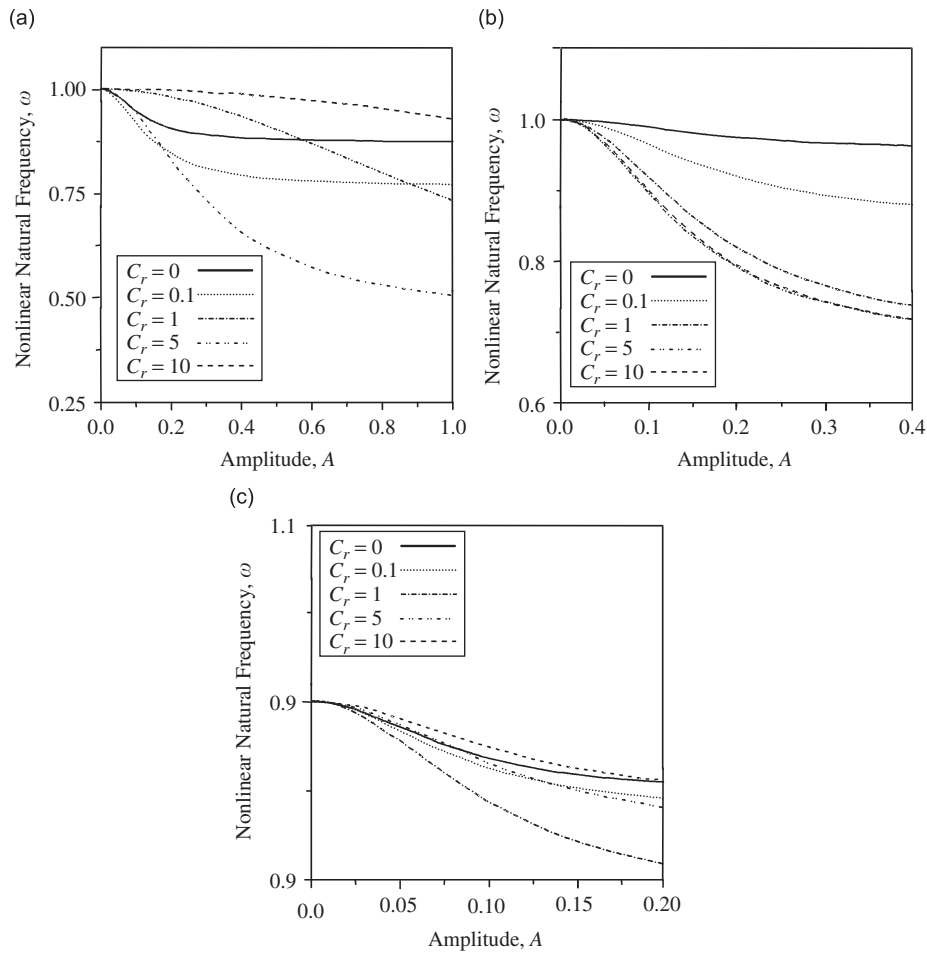 (a)
Nonlinear Natural Frequency, ω
1.00
0.75
0.50
0.25
C_r = 0
C_r = 0.1
C_r = 1
C_r = 5
C_r = 10
0.0 0.2 0.4 0.6 0.8 1.0
Amplitude, A
(b)
Nonlinear Natural Frequency, ω
1.0
0.8
0.6
C_r = 0
C_r = 0.1
C_r = 1
C_r = 5
C_r = 10
0.0 0.1 0.2 0.3 0.4
Amplitude, A
(c)
Nonlinear Natural Frequency, ω
1.1
0.9
0.9
C_r = 0
C_r = 0.1
C_r = 1
C_r = 5
C_r = 10
0.0 0.05 0.10 0.15 0.20
Amplitude, A